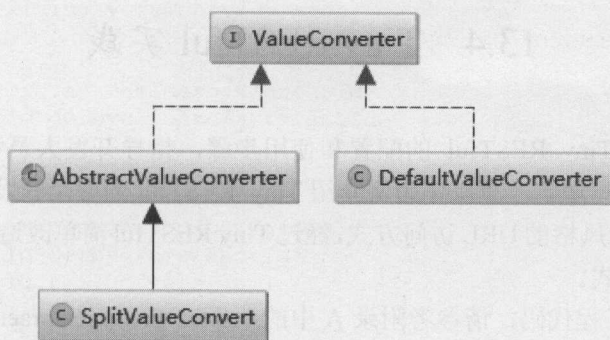 I ValueConverter
C AbstractValueConverter
C DefaultValueConverter
C SplitValueConvert